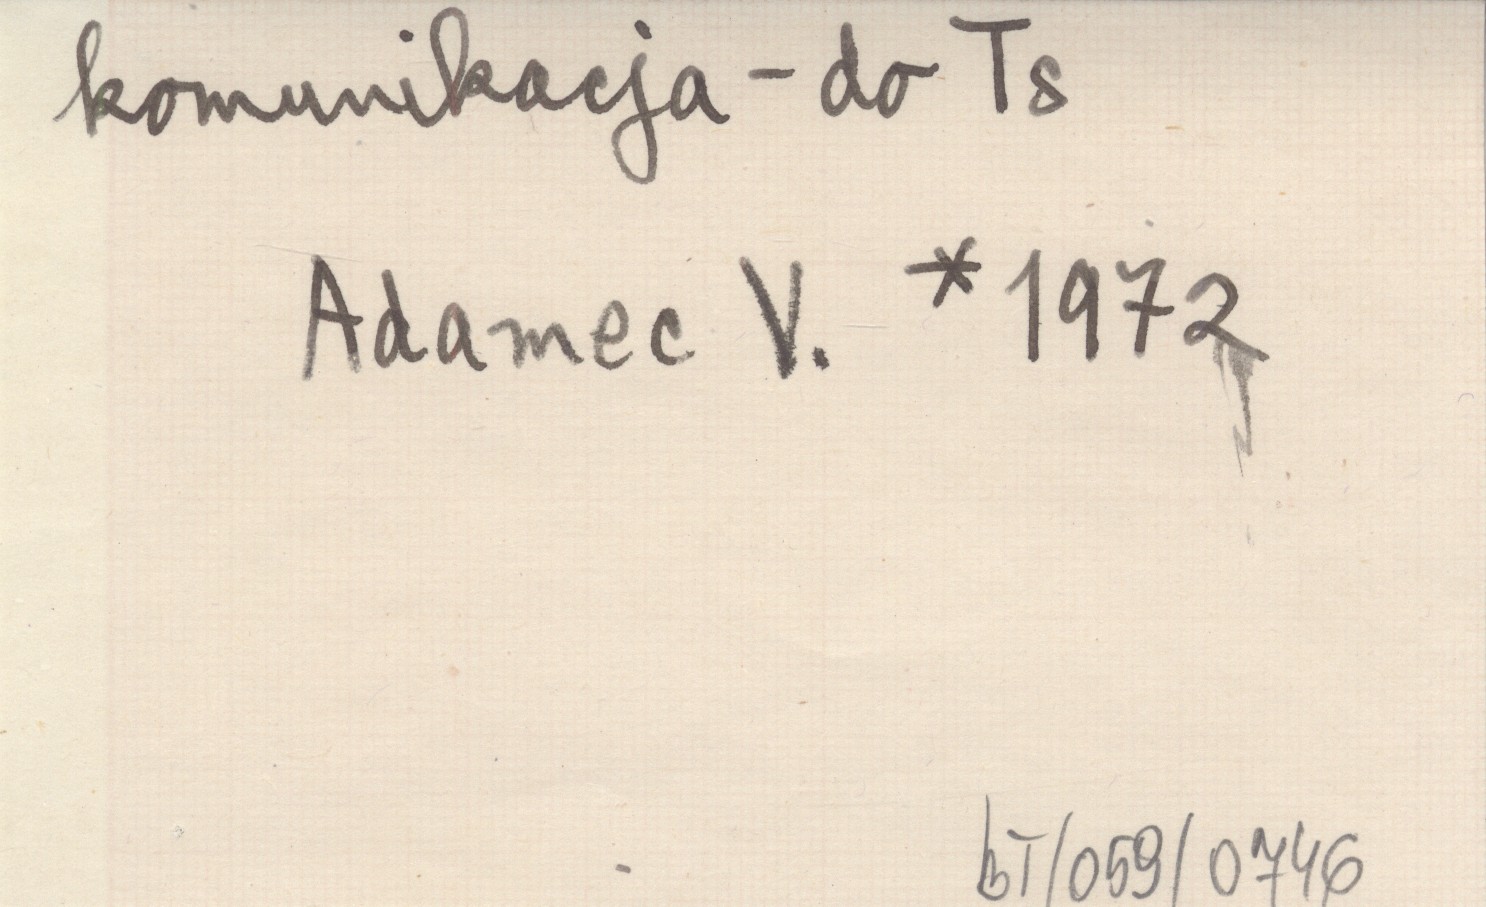 komunikacja - do Ts
Adamec V. *1972
bT/059/0746